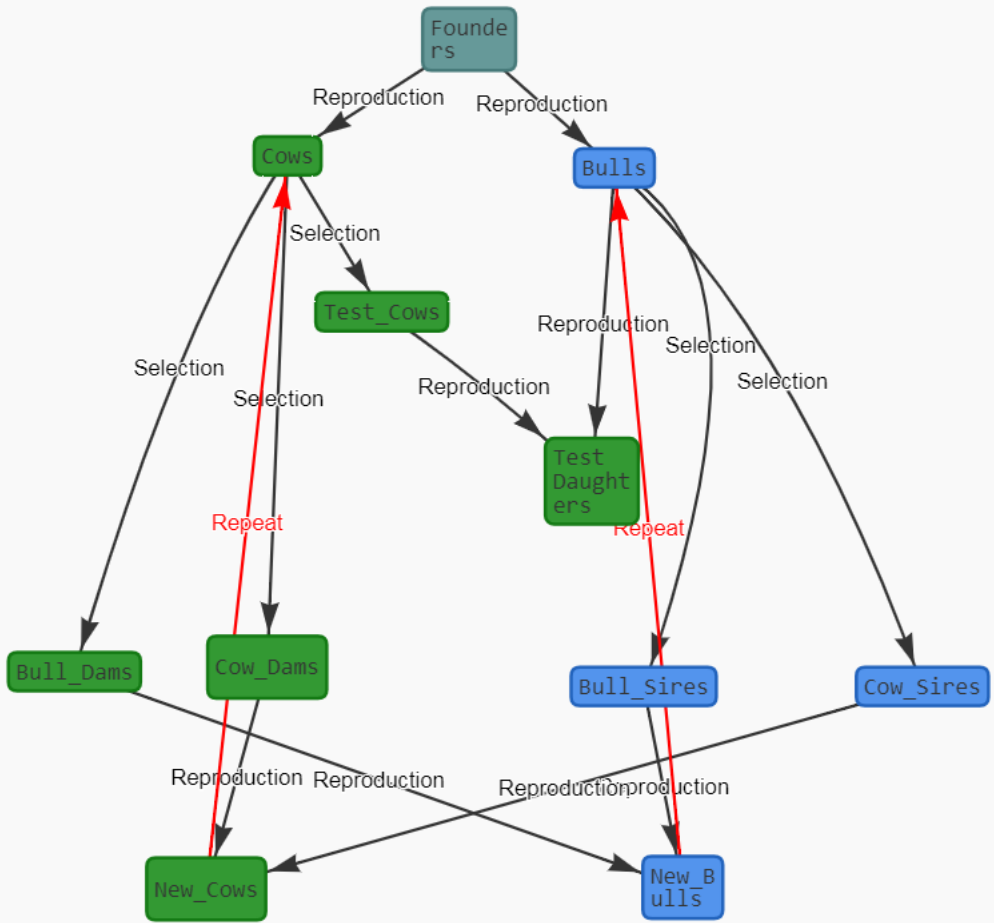 Founde
rs
Reproduction
Reproduction
Cows
Bulls
Selection
Test_Cows
Reproduction
Selection
Selection
Selection
Reproduction
Selection
Test
Daught
ers
Repeat
Repeat
Bull_Dams
Cow_Dams
Bull_Sires
Cow_Sires
Reproduction
Reproduction
Reproduction
Reproduction
New_Cows
New_B
ulls